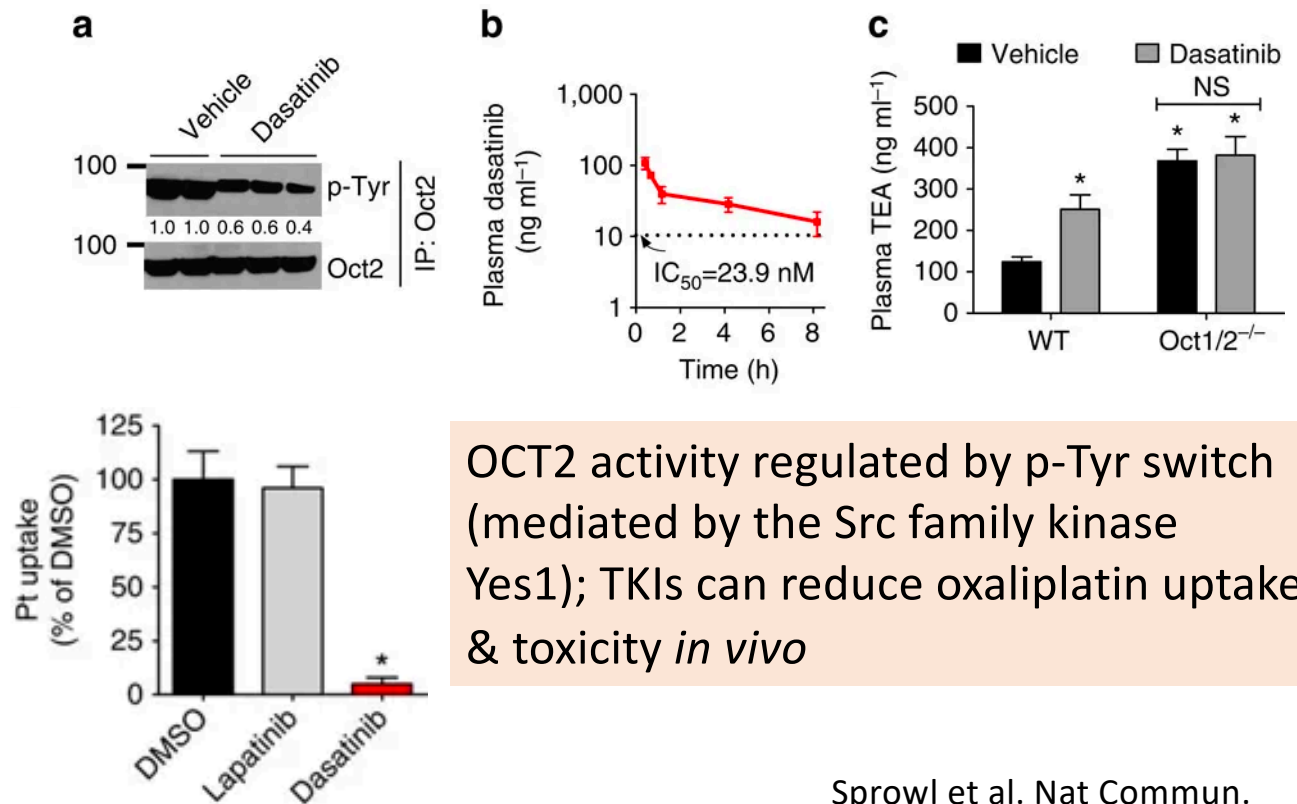 a
Vehicle
Dasatinib
100
p-Tyr
1.0 1.0 0.6 0.6 0.4
100
Oct2
IP: Oct2
b
Plasma dasatinib
(ng ml⁻¹)
1,000
100
10
1
IC₅₀=23.9 nM
0 2 4 6 8
Time (h)
c
Vehicle Dasatinib
NS
Plasma TEA (ng ml⁻¹)
500
400
300
200
100
0
* * *
WT Oct1/2⁻/⁻
Pt uptake
(% of DMSO)
125
100
75
50
25
0
*
DMSO
Lapatinib
Dasatinib
OCT2 activity regulated by p-Tyr switch
(mediated by the Src family kinase
Yes1); TKIs can reduce oxaliplatin uptake
& toxicity in vivo
Sprowl et al. Nat Commun.